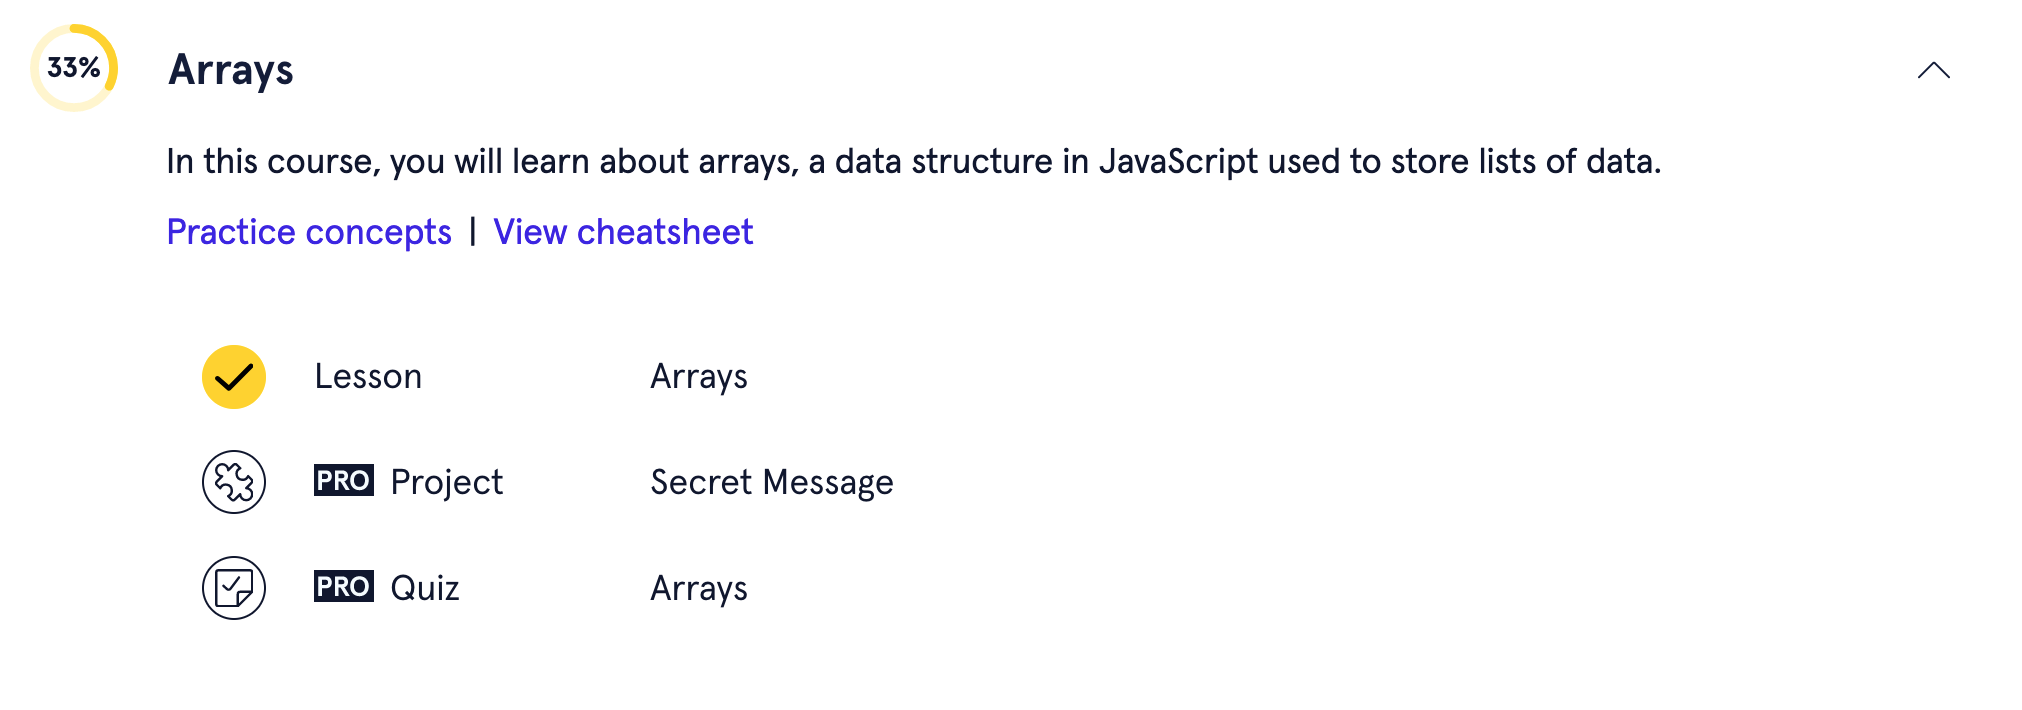 33% Arrays
In this course, you will learn about arrays, a data structure in JavaScript used to store lists of data.
Practice concepts | View cheatsheet
Lesson Arrays
PRO Project Secret Message
PRO Quiz Arrays